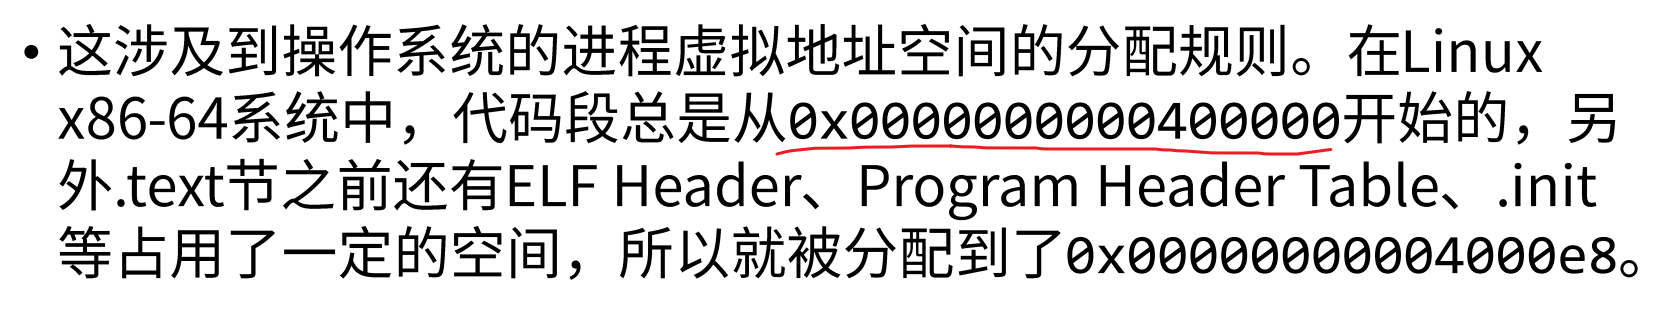 • 这涉及到操作系统的进程虚拟地址空间的分配规则。在Linux
x86-64系统中，代码段总是从0x0000000000400000开始的，另
外.text节之前还有ELF Header、Program Header Table、.init
等占用了一定的空间，所以就被分配到了0x00000000004000e8。